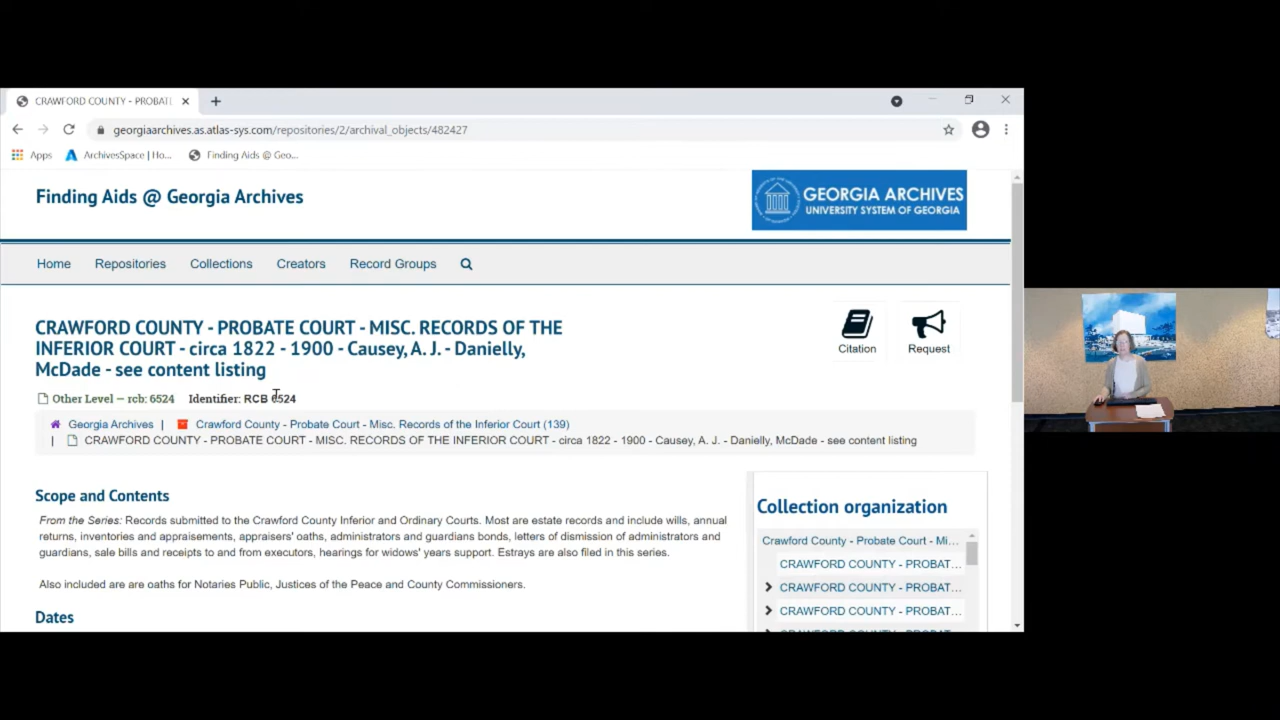 CRAWFORD COUNTY - PROBATE
georgiaarchives.as.atlas-sys.com/repositories/2/archival_objects/482427
Apps ArchivesSpace | Ho... Finding Aids @ Geo...
Finding Aids @ Georgia Archives
GEORGIA ARCHIVES
UNIVERSITY SYSTEM OF GEORGIA
Home Repositories Collections Creators Record Groups
CRAWFORD COUNTY - PROBATE COURT - MISC. RECORDS OF THE
INFERIOR COURT - circa 1822 - 1900 - Causey, A. J. - Danielly,
McDade - see content listing
Citation Request
Other Level — rcb: 6524 Identifier: RCB 6524
Georgia Archives | Crawford County - Probate Court - Misc. Records of the Inferior Court (139)
| CRAWFORD COUNTY - PROBATE COURT - MISC. RECORDS OF THE INFERIOR COURT - circa 1822 - 1900 - Causey, A. J. - Danielly, McDade - see content listing
Scope and Contents
From the Series: Records submitted to the Crawford County Inferior and Ordinary Courts. Most are estate records and include wills, annual
returns, inventories and appraisements, appraisers' oaths, administrators and guardians bonds, letters of dismission of administrators and
guardians, sale bills and receipts to and from executors, hearings for widows' years support. Estrays are also filed in this series.
Also included are are oaths for Notaries Public, Justices of the Peace and County Commissioners.
Dates
Collection organization
Crawford County - Probate Court - Mi...
CRAWFORD COUNTY - PROBAT...
CRAWFORD COUNTY - PROBAT...
CRAWFORD COUNTY - PROBAT...